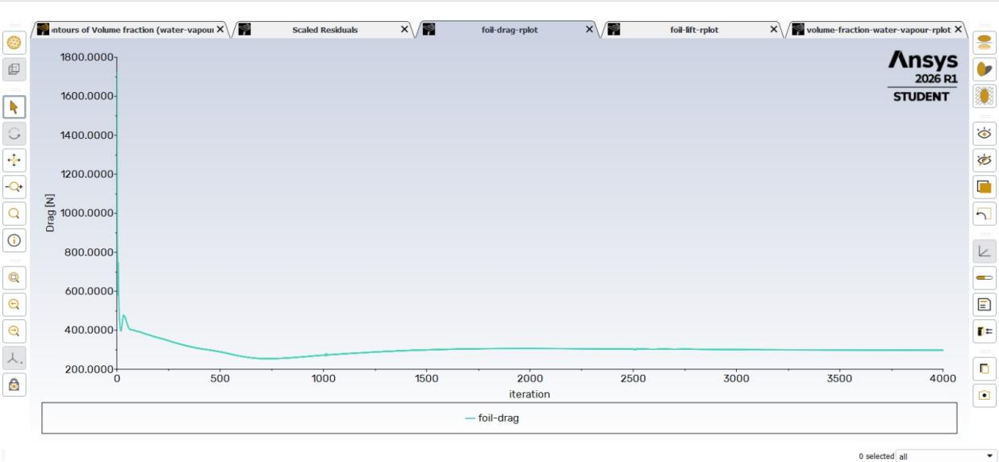 ontours of Volume fraction (water-vapour
Scaled Residuals
foil-drag-rplot
foil-lift-rplot
volume-fraction-water-vapour-rplot
Ansys
2026 R1
STUDENT
1800.0000
1600.0000
1400.0000
1200.0000
1000.0000
800.0000
600.0000
400.0000
200.0000
Drag [N]
0 500 1000 1500 2000 2500 3000 3500 4000
iteration
foil-drag
0 selected all